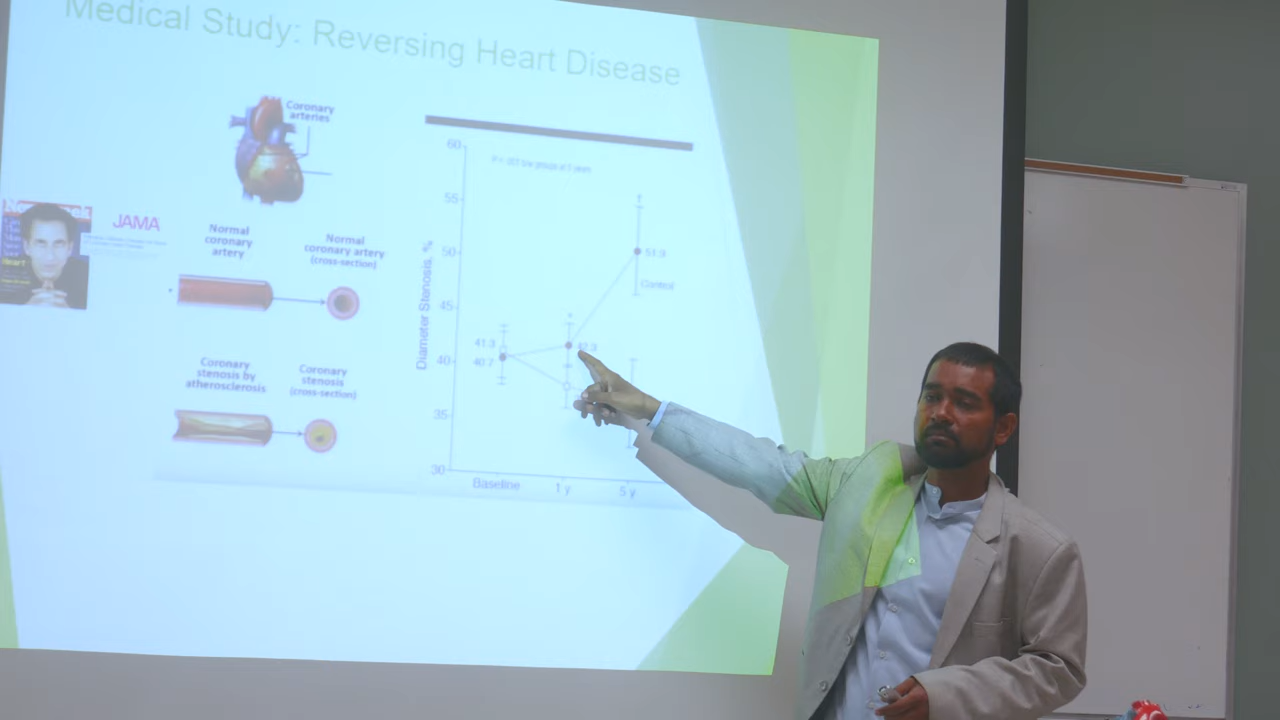 Medical Study: Reversing Heart Disease
Coronary
arteries
JAMA
Normal
coronary
artery
Normal
coronary artery
(cross-section)
Coronary
stenosis by
atherosclerosis
Coronary
stenosis
(cross-section)
Diameter Stenosis, %
60
55
50
45
40
35
30
51.9
Control
41.3
40.7
42.3
Baseline
1 y
5 y